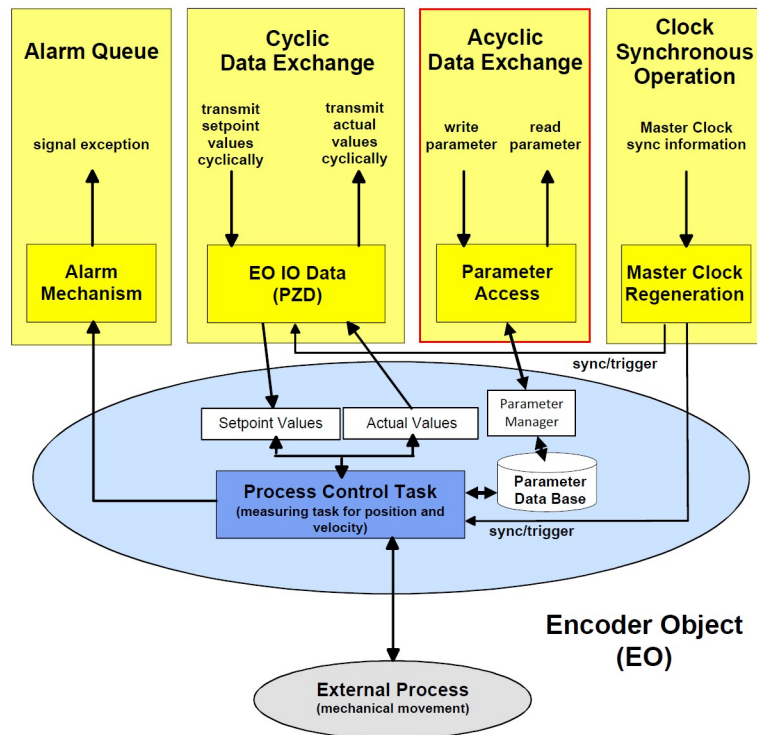 Alarm Queue
signal exception
Alarm
Mechanism
Cyclic
Data Exchange
transmit
setpoint
values
cyclically
transmit
actual
values
cyclically
EO IO Data
(PZD)
Acyclic
Data Exchange
write
parameter
read
parameter
Parameter
Access
Clock
Synchronous
Operation
Master Clock
sync information
Master Clock
Regeneration
sync/trigger
Setpoint Values
Actual Values
Parameter
Manager
Parameter
Data Base
Process Control Task
(measuring task for position and
velocity)
sync/trigger
Encoder Object
(EO)
External Process
(mechanical movement)